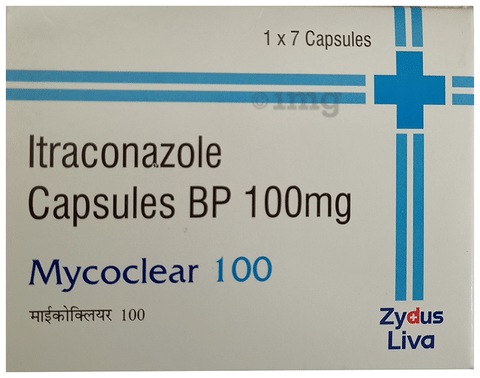 1 x 7 Capsules
1mg
Itraconazole
Capsules BP 100mg
Mycoclear 100
माईकोक्लियर 100
Zydus
Liva